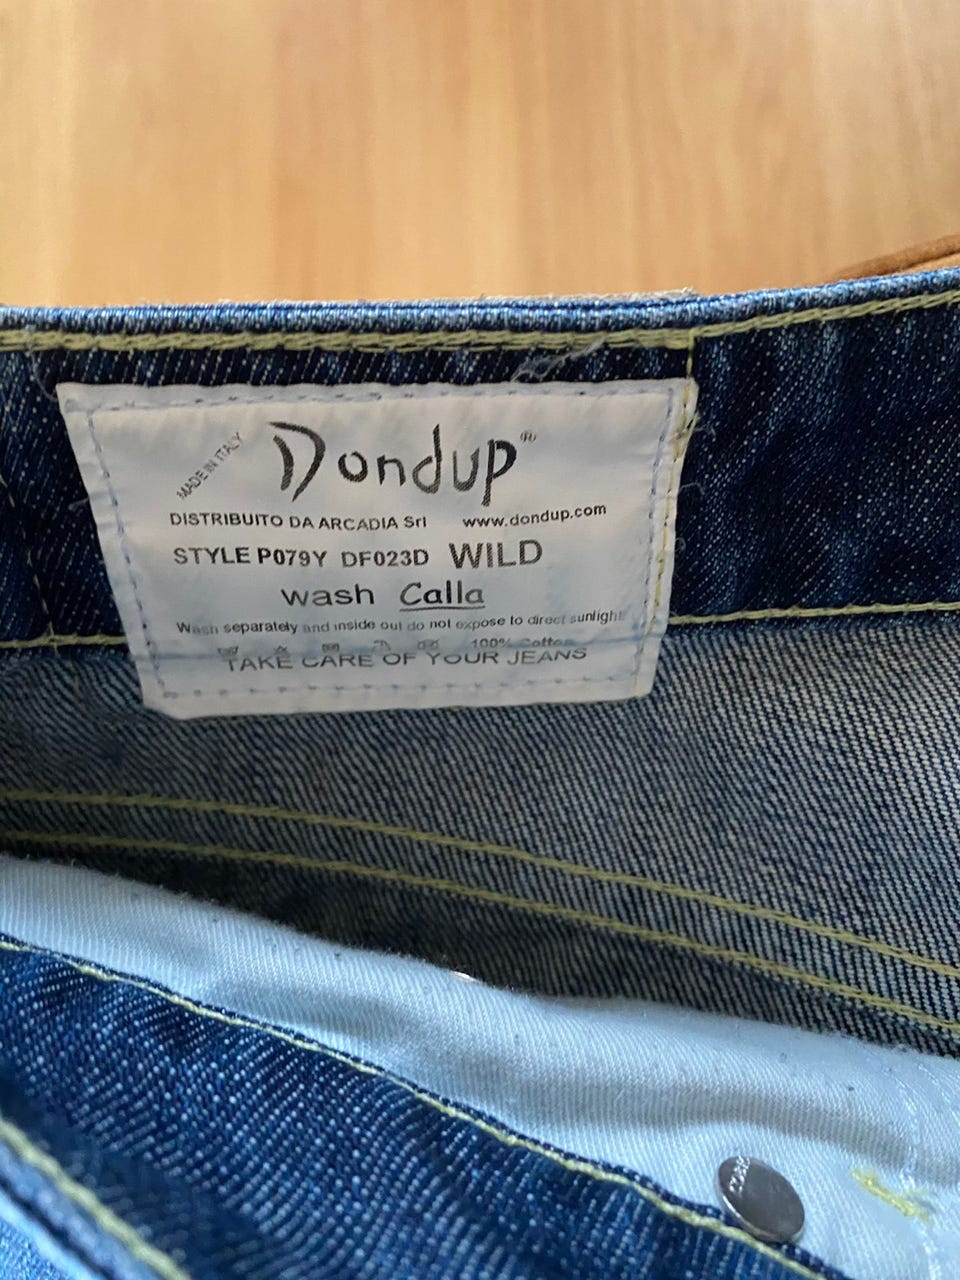 MADE IN ITALY
Dondup®
DISTRIBUITO DA ARCADIA Srl www.dondup.com
STYLE P079Y DF023D WILD
wash Calla
Wash separately and inside out do not expose to direct sunlight
100% Cotton
TAKE CARE OF YOUR JEANS